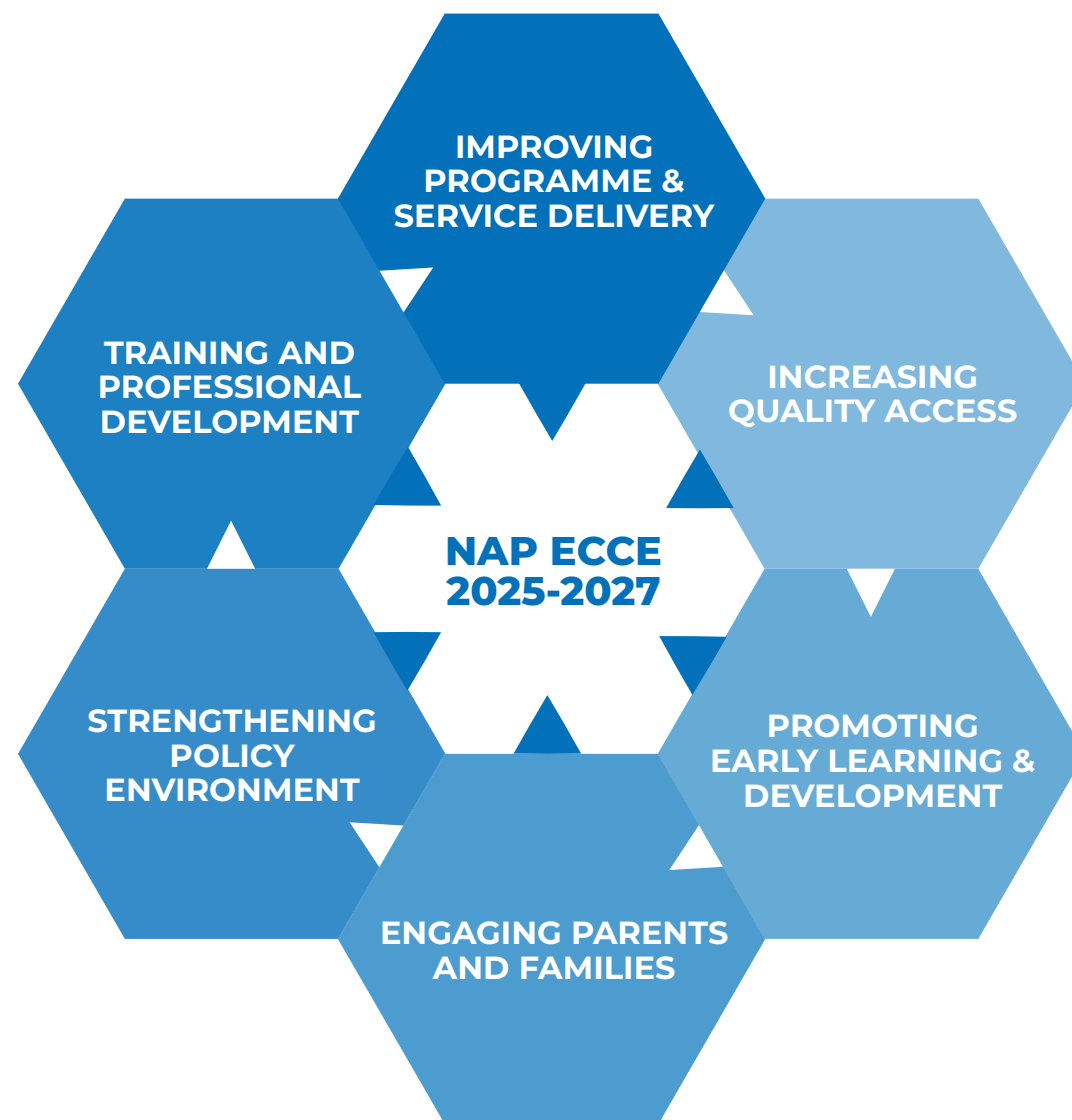 IMPROVING
PROGRAMME &
SERVICE DELIVERY
INCREASING
QUALITY ACCESS
PROMOTING
EARLY LEARNING &
DEVELOPMENT
ENGAGING PARENTS
AND FAMILIES
STRENGTHENING
POLICY
ENVIRONMENT
TRAINING AND
PROFESSIONAL
DEVELOPMENT
NAP ECCE
2025-2027